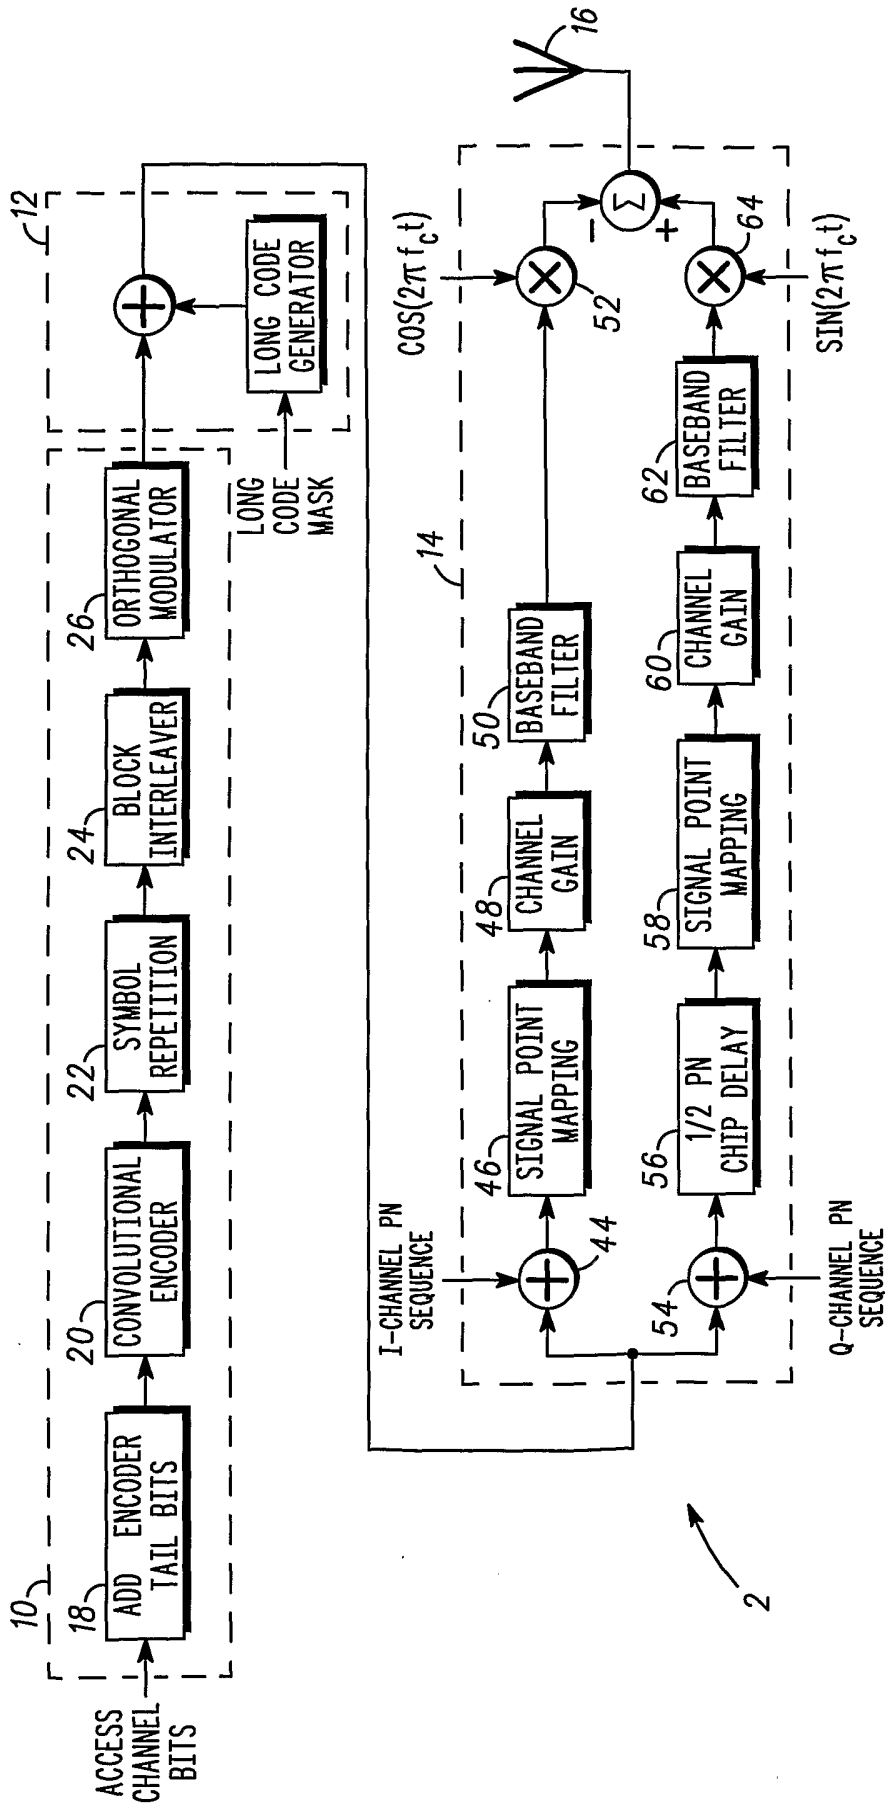 10
ACCESS
CHANNEL
BITS
18
ADD ENCODER
TAIL BITS
20
CONVOLUTIONAL
ENCODER
22
SYMBOL
REPETITION
24
BLOCK
INTERLEAVER
26
ORTHOGONAL
MODULATOR
12
LONG
CODE
MASK
LONG CODE
GENERATOR
14
I-CHANNEL PN
SEQUENCE
44
46
SIGNAL POINT
MAPPING
48
CHANNEL
GAIN
50
BASEBAND
FILTER
COS(2πf_c t)
52
−
Σ
+
16
Q-CHANNEL PN
SEQUENCE
54
56
1/2 PN
CHIP DELAY
58
SIGNAL POINT
MAPPING
60
CHANNEL
GAIN
62
BASEBAND
FILTER
64
SIN(2πf_c t)
2